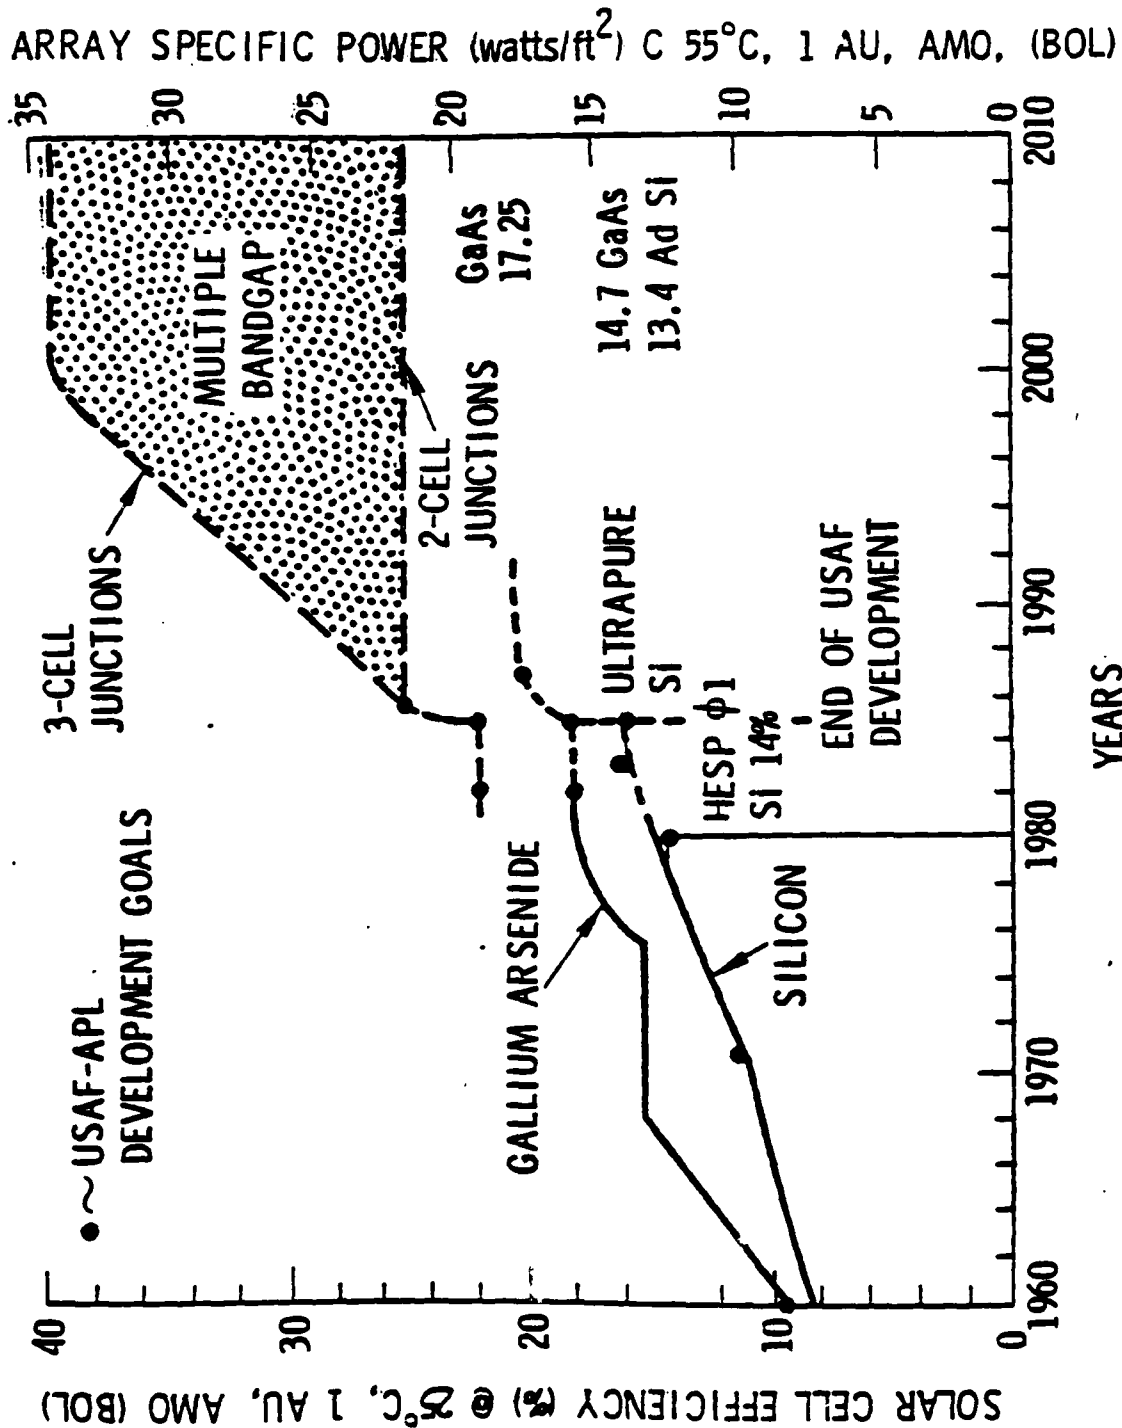 ARRAY SPECIFIC POWER (watts/ft²) C 55°C, 1 AU, AMO, (BOL)
35
30
25
20
15
10
5
0
SOLAR CELL EFFICIENCY (%) @ 25°C, 1 AU, AMO (BOL)
40
30
20
10
0
● ~ USAF-APL
DEVELOPMENT GOALS
3-CELL
JUNCTIONS
MULTIPLE
BANDGAP
2-CELL
JUNCTIONS
GaAs
17.25
GALLIUM ARSENIDE
ULTRAPURE
Si
14.7 GaAs
13.4 Ad Si
HESP φ1
Si 14%
SILICON
END OF USAF
DEVELOPMENT
1960
1970
1980
1990
2000
2010
YEARS